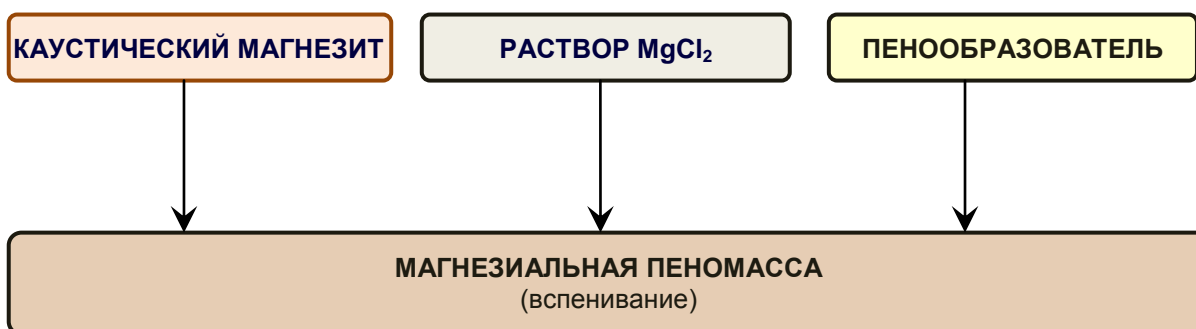 КАУСТИЧЕСКИЙ МАГНЕЗИТ
РАСТВОР MgCl₂
ПЕНООБРАЗОВАТЕЛЬ
МАГНЕЗИАЛЬНАЯ ПЕНОМАССА
(вспенивание)